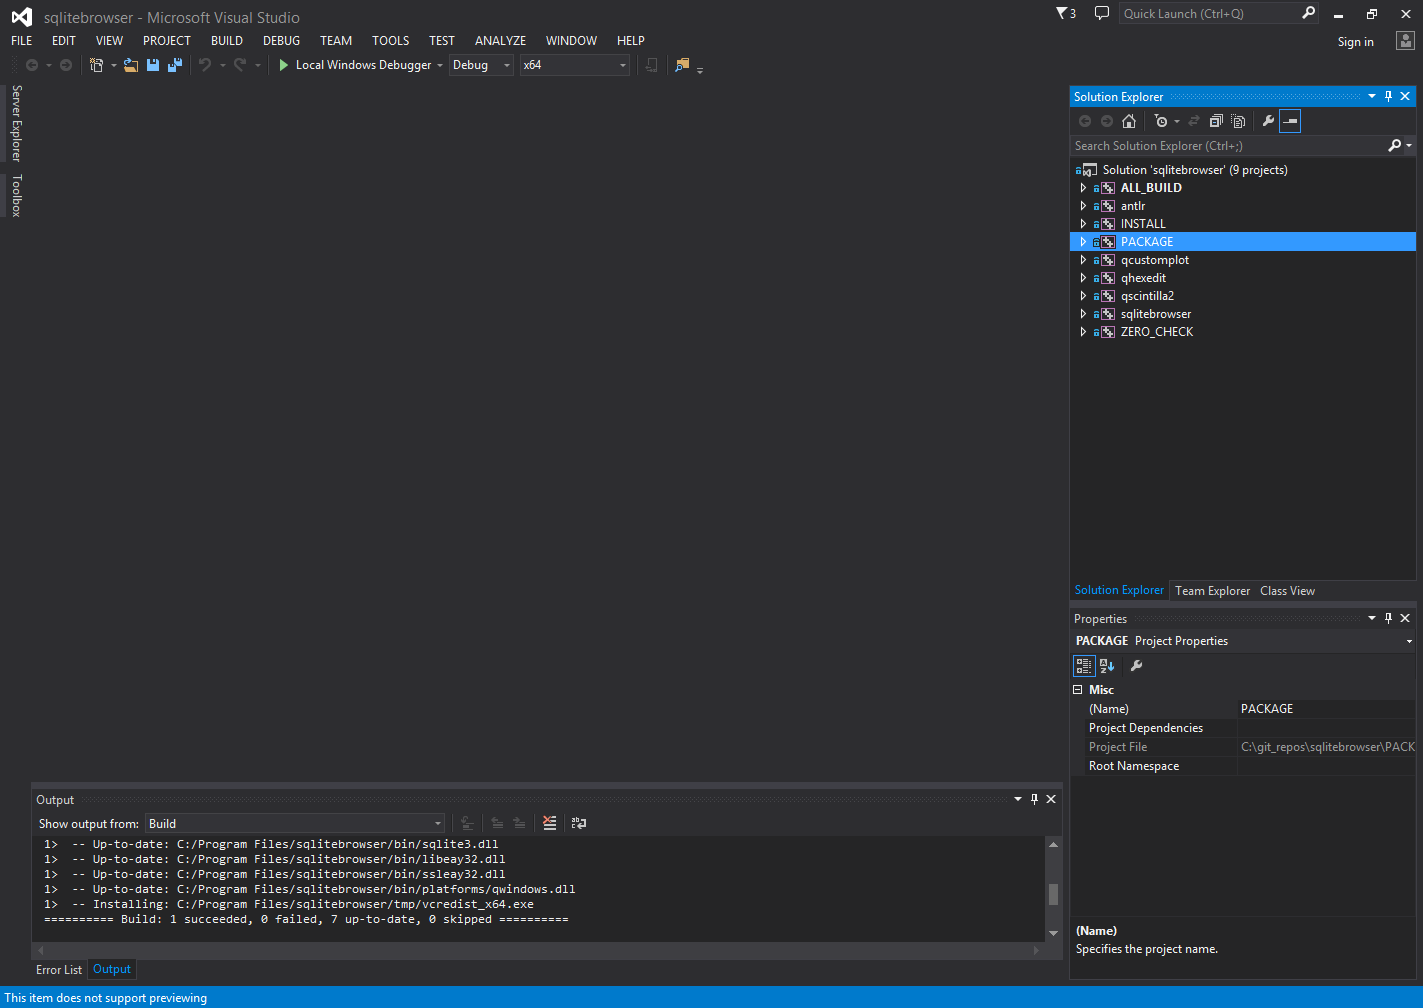 sqlitebrowser - Microsoft Visual Studio
3
Quick Launch (Ctrl+Q)
FILE EDIT VIEW PROJECT BUILD DEBUG TEAM TOOLS TEST ANALYZE WINDOW HELP
Sign in
Local Windows Debugger Debug x64
Server Explorer
Toolbox
Solution Explorer
Search Solution Explorer (Ctrl+;)
Solution 'sqlitebrowser' (9 projects)
ALL_BUILD
antlr
INSTALL
PACKAGE
qcustomplot
qhexedit
qscintilla2
sqlitebrowser
ZERO_CHECK
Solution Explorer Team Explorer Class View
Properties
PACKAGE Project Properties
Misc
(Name) PACKAGE
Project Dependencies
Project File C:\git_repos\sqlitebrowser\PACK
Root Namespace
(Name)
Specifies the project name.
Output
Show output from: Build
1> -- Up-to-date: C:/Program Files/sqlitebrowser/bin/sqlite3.dll
1> -- Up-to-date: C:/Program Files/sqlitebrowser/bin/libeay32.dll
1> -- Up-to-date: C:/Program Files/sqlitebrowser/bin/ssleay32.dll
1> -- Up-to-date: C:/Program Files/sqlitebrowser/bin/platforms/qwindows.dll
1> -- Installing: C:/Program Files/sqlitebrowser/tmp/vcredist_x64.exe
========== Build: 1 succeeded, 0 failed, 7 up-to-date, 0 skipped ==========
Error List Output
This item does not support previewing